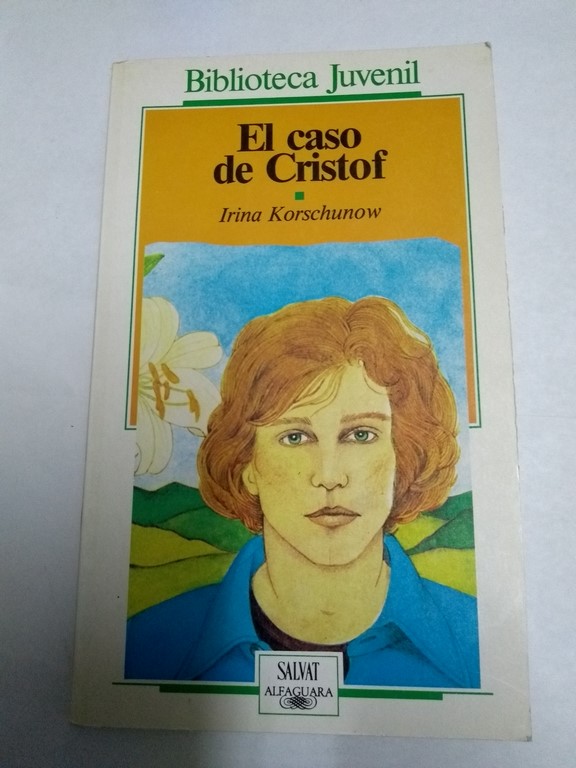 Biblioteca Juvenil
El caso
de Cristof
Irina Korschunow
SALVAT
ALFAGUARA